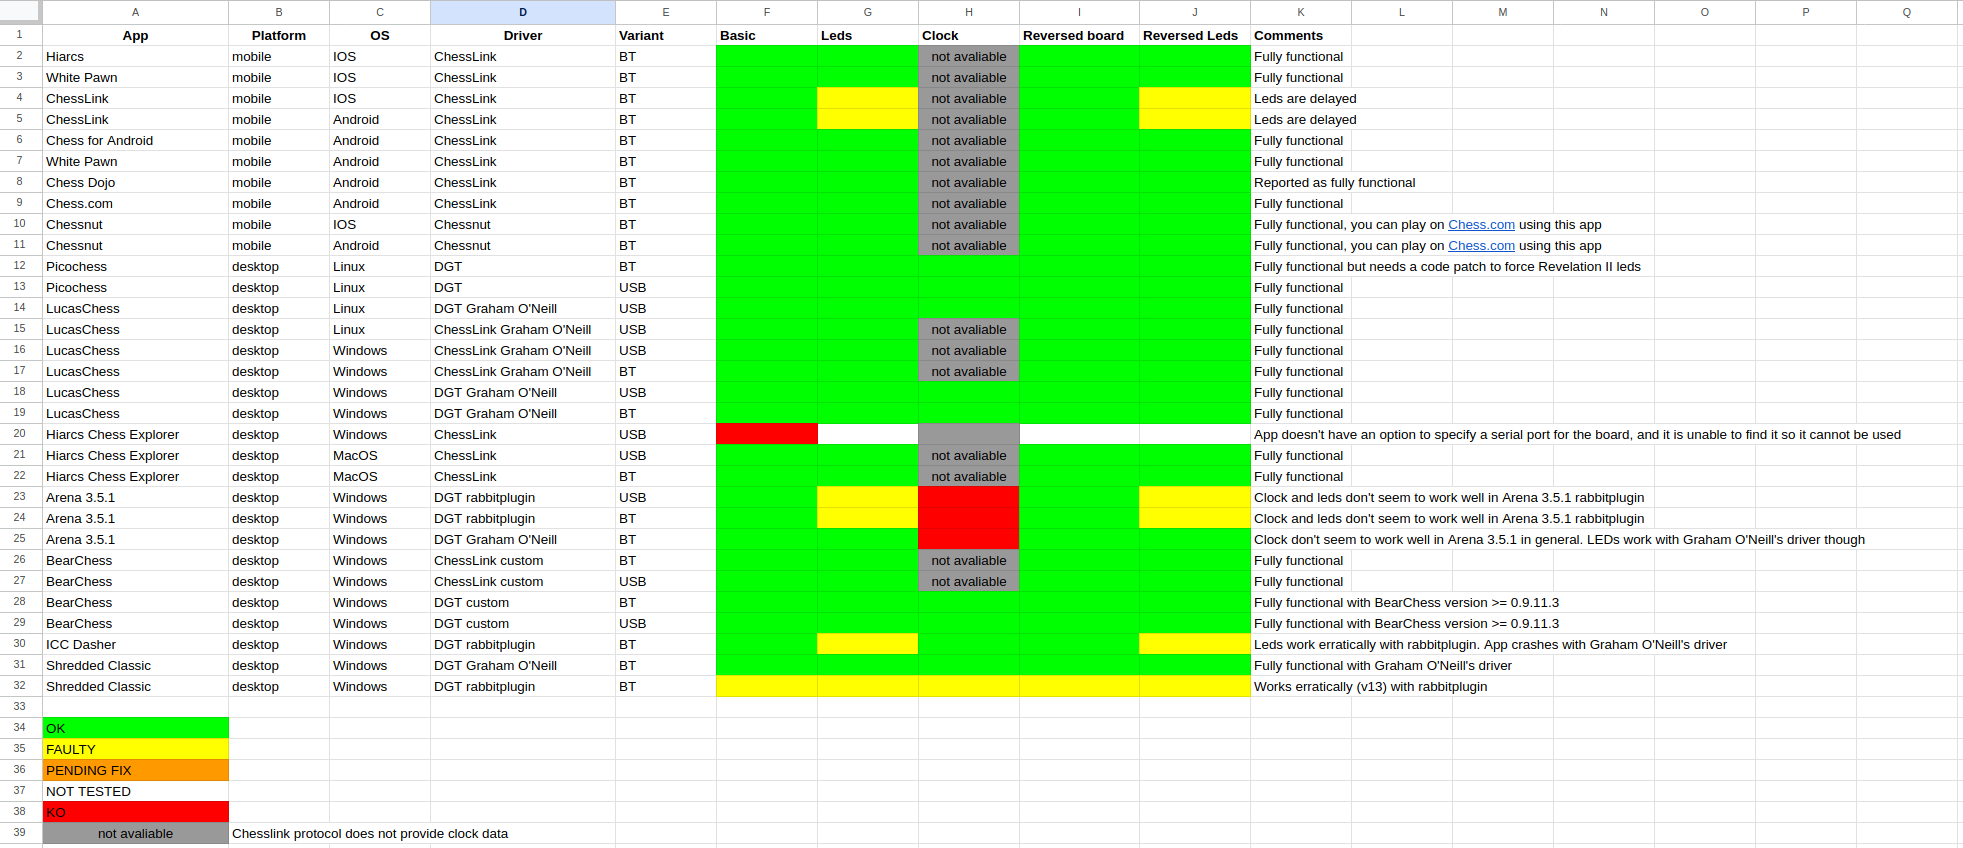 A B C D E F G H I J K L M N O P Q
1 App Platform OS Driver Variant Basic Leds Clock Reversed board Reversed Leds Comments
2 Hiarcs mobile IOS ChessLink BT not avaliable Fully functional
3 White Pawn mobile IOS ChessLink BT not avaliable Fully functional
4 ChessLink mobile IOS ChessLink BT not avaliable Leds are delayed
5 ChessLink mobile Android ChessLink BT not avaliable Leds are delayed
6 Chess for Android mobile Android ChessLink BT not avaliable Fully functional
7 White Pawn mobile Android ChessLink BT not avaliable Fully functional
8 Chess Dojo mobile Android ChessLink BT not avaliable Reported as fully functional
9 Chess.com mobile Android ChessLink BT not avaliable Fully functional
10 Chessnut mobile IOS Chessnut BT not avaliable Fully functional, you can play on Chess.com using this app
11 Chessnut mobile Android Chessnut BT not avaliable Fully functional, you can play on Chess.com using this app
12 Picochess desktop Linux DGT BT Fully functional but needs a code patch to force Revelation II leds
13 Picochess desktop Linux DGT USB Fully functional
14 LucasChess desktop Linux DGT Graham O'Neill USB Fully functional
15 LucasChess desktop Linux ChessLink Graham O'Neill USB not avaliable Fully functional
16 LucasChess desktop Windows ChessLink Graham O'Neill USB not avaliable Fully functional
17 LucasChess desktop Windows ChessLink Graham O'Neill BT not avaliable Fully functional
18 LucasChess desktop Windows DGT Graham O'Neill USB Fully functional
19 LucasChess desktop Windows DGT Graham O'Neill BT Fully functional
20 Hiarcs Chess Explorer desktop Windows ChessLink USB App doesn't have an option to specify a serial port for the board, and it is unable to find it so it cannot be used
21 Hiarcs Chess Explorer desktop MacOS ChessLink USB not avaliable Fully functional
22 Hiarcs Chess Explorer desktop MacOS ChessLink BT not avaliable Fully functional
23 Arena 3.5.1 desktop Windows DGT rabbitplugin USB Clock and leds don't seem to work well in Arena 3.5.1 rabbitplugin
24 Arena 3.5.1 desktop Windows DGT rabbitplugin BT Clock and leds don't seem to work well in Arena 3.5.1 rabbitplugin
25 Arena 3.5.1 desktop Windows DGT Graham O'Neill BT Clock don't seem to work well in Arena 3.5.1 in general. LEDs work with Graham O'Neill's driver though
26 BearChess desktop Windows ChessLink custom BT not avaliable Fully functional
27 BearChess desktop Windows ChessLink custom USB not avaliable Fully functional
28 BearChess desktop Windows DGT custom BT Fully functional with BearChess version >= 0.9.11.3
29 BearChess desktop Windows DGT custom USB Fully functional with BearChess version >= 0.9.11.3
30 ICC Dasher desktop Windows DGT rabbitplugin BT Leds work erratically with rabbitplugin. App crashes with Graham O'Neill's driver
31 Shredded Classic desktop Windows DGT Graham O'Neill BT Fully functional with Graham O'Neill's driver
32 Shredded Classic desktop Windows DGT rabbitplugin BT Works erratically (v13) with rabbitplugin
33
34 OK
35 FAULTY
36 PENDING FIX
37 NOT TESTED
38 KO
39 not avaliable Chesslink protocol does not provide clock data